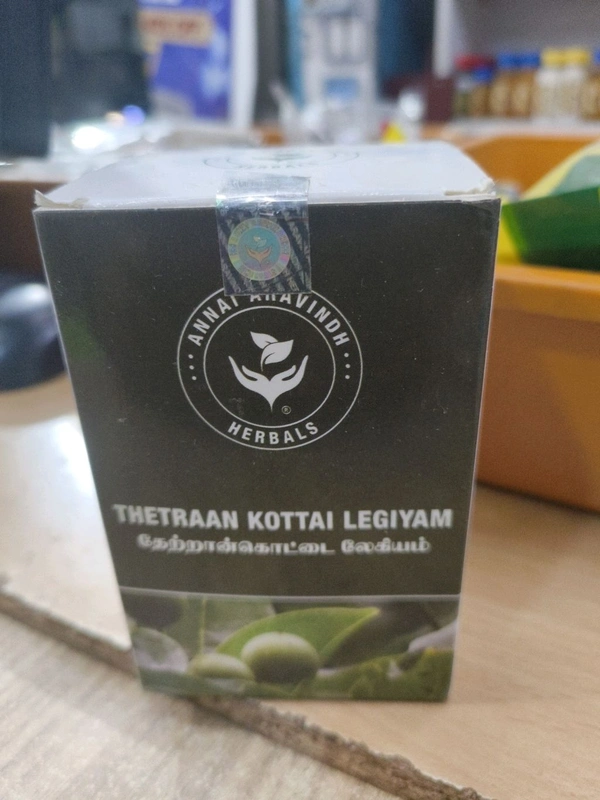 ANNAI ARAVINDH
HERBALS
®
THETRAAN KOTTAI LEGIYAM
தேற்றான்கொட்டை லேகியம்